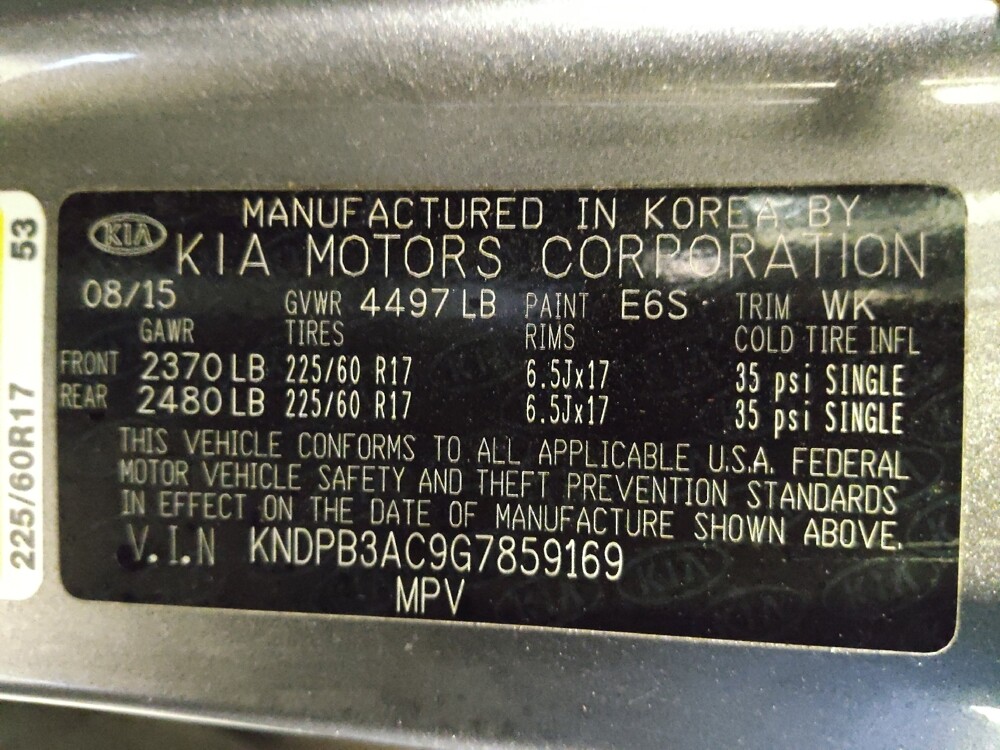 MANUFACTURED IN KOREA BY
KIA KIA MOTORS CORPORATION
08/15 GVWR 4497 LB PAINT E6S TRIM WK
GAWR TIRES RIMS COLD TIRE INFL
FRONT 2370 LB 225/60 R17 6.5Jx17 35 psi SINGLE
REAR 2480 LB 225/60 R17 6.5Jx17 35 psi SINGLE
THIS VEHICLE CONFORMS TO ALL APPLICABLE U.S.A. FEDERAL
MOTOR VEHICLE SAFETY AND THEFT PREVENTION STANDARDS
IN EFFECT ON THE DATE OF MANUFACTURE SHOWN ABOVE.
V.I.N KNDPB3AC9G7859169
MPV
225/60R17 53